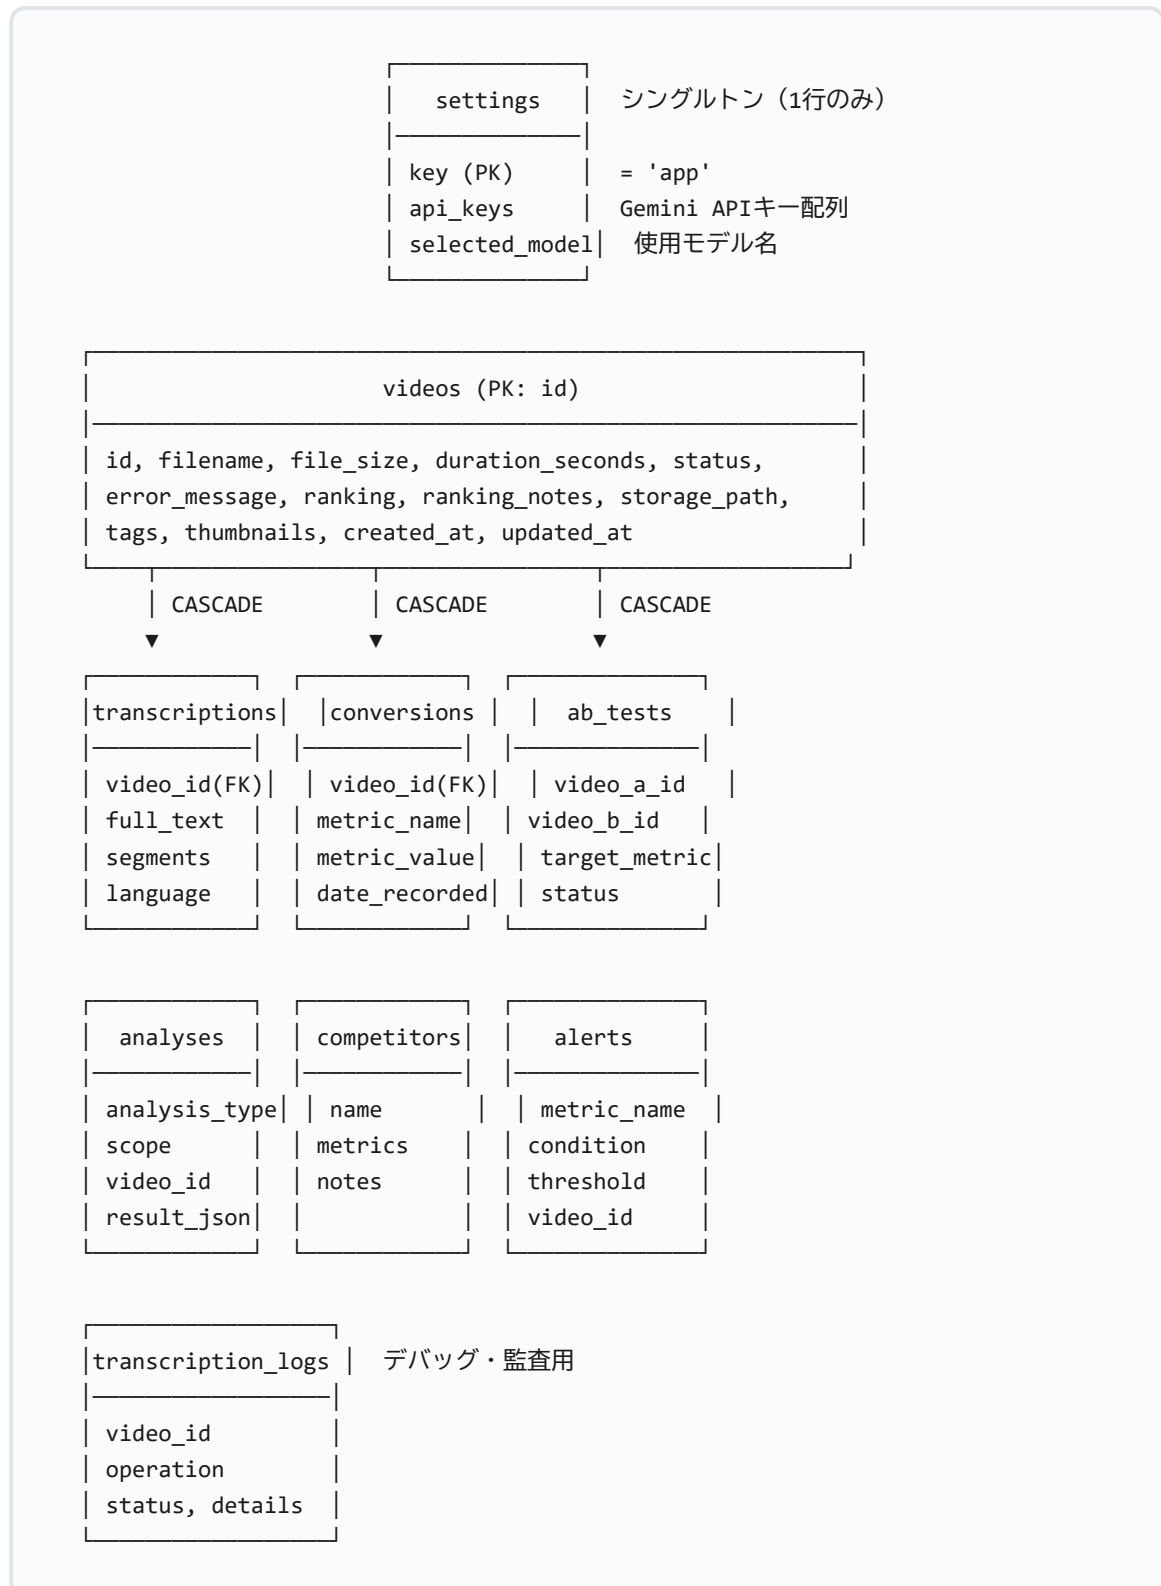 settings シングルトン（1行のみ）
key (PK) = 'app'
api_keys Gemini APIキー配列
selected_model 使用モデル名
videos (PK: id)
id, filename, file_size, duration_seconds, status,
error_message, ranking, ranking_notes, storage_path,
tags, thumbnails, created_at, updated_at
CASCADE CASCADE CASCADE
transcriptions conversions ab_tests
video_id(FK) video_id(FK) video_a_id
full_text metric_name video_b_id
segments metric_value target_metric
language date_recorded status
analyses competitors alerts
analysis_type name metric_name
scope metrics condition
video_id notes threshold
result_json video_id
transcription_logs デバッグ・監査用
video_id
operation
status, details